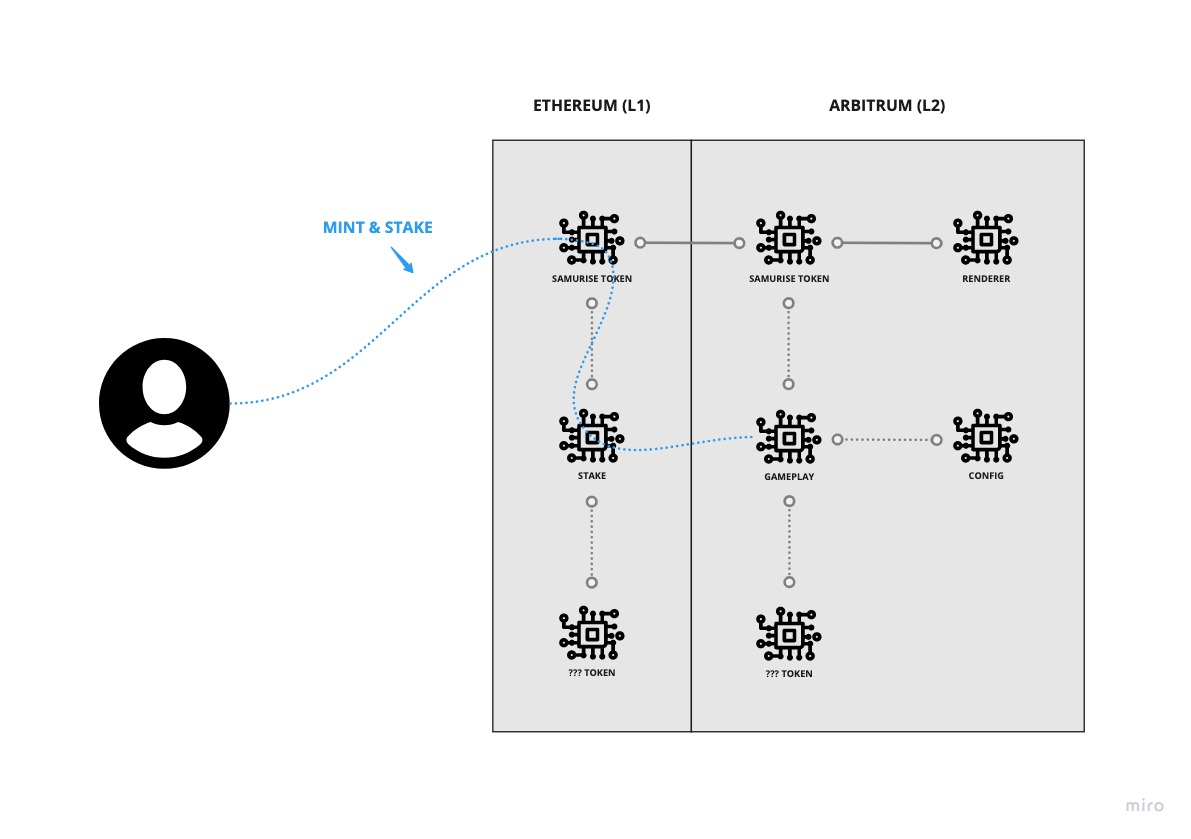 ETHEREUM (L1)
ARBITRUM (L2)
MINT & STAKE
SAMURISE TOKEN
SAMURISE TOKEN
RENDERER
STAKE
GAMEPLAY
CONFIG
??? TOKEN
??? TOKEN
miro